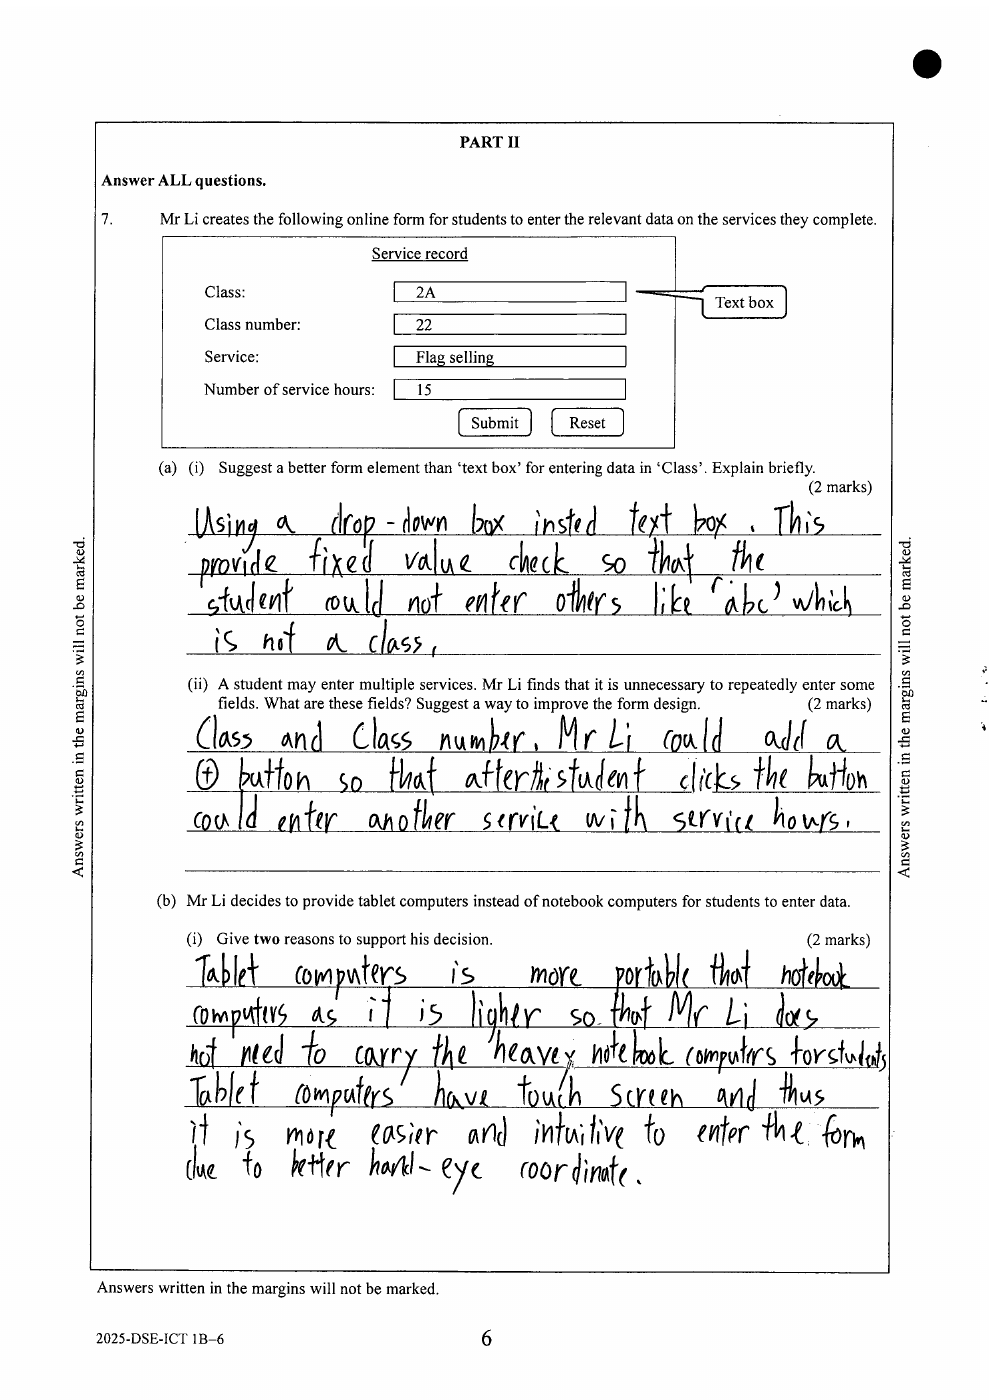 PART II
Answer ALL questions.
7. Mr Li creates the following online form for students to enter the relevant data on the services they complete.
Service record
Class: 2A
Text box
Class number: 22
Service: Flag selling
Number of service hours: 15
Submit Reset
(a) (i) Suggest a better form element than ‘text box’ for entering data in ‘Class’. Explain briefly.
(2 marks)
Using a drop-down box insted text box. This
provide fixed value check so that the
student could not enter others like 'abc' which
is not a class,
(ii) A student may enter multiple services. Mr Li finds that it is unnecessary to repeatedly enter some
fields. What are these fields? Suggest a way to improve the form design. (2 marks)
Class and Class number. Mr Li could add a
⊕ button so that after the student clicks the button
could enter another service with service hours.
(b) Mr Li decides to provide tablet computers instead of notebook computers for students to enter data.
(i) Give two reasons to support his decision. (2 marks)
Tablet computers is more portable that notebook
computers as it is ligher so that Mr Li does
not need to carry the heavey notebook computers for students
Tablet computers have touch screen and thus
it is more easier and intuitive to enter the form
due to better hand-eye coordinate.
Answers written in the margins will not be marked.
Answers written in the margins will not be marked.
Answers written in the margins will not be marked.
2025-DSE-ICT 1B–6
6